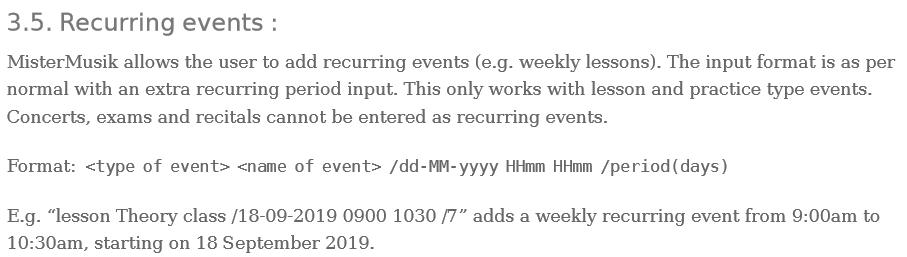 3.5. Recurring events :
MisterMusik allows the user to add recurring events (e.g. weekly lessons). The input format is as per
normal with an extra recurring period input. This only works with lesson and practice type events.
Concerts, exams and recitals cannot be entered as recurring events.
Format: <type of event> <name of event> /dd-MM-yyyy HHmm HHmm /period(days)
E.g. “lesson Theory class /18-09-2019 0900 1030 /7” adds a weekly recurring event from 9:00am to
10:30am, starting on 18 September 2019.